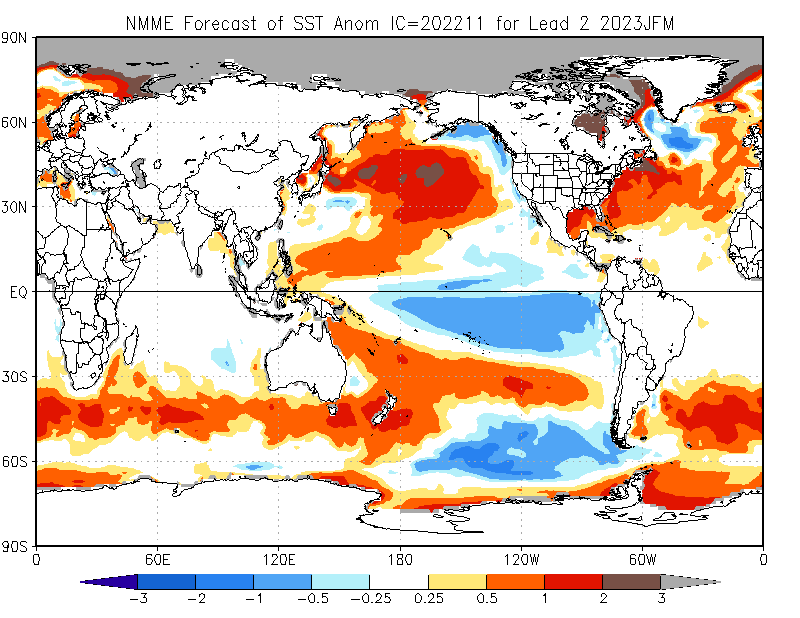 NMME Forecast of SST Anom IC=202211 for Lead 2 2023JFM
90N
60N
30N
EQ
30S
60S
90S
0 60E 120E 180 120W 60W 0
-3 -2 -1 -0.5 -0.25 0.25 0.5 1 2 3